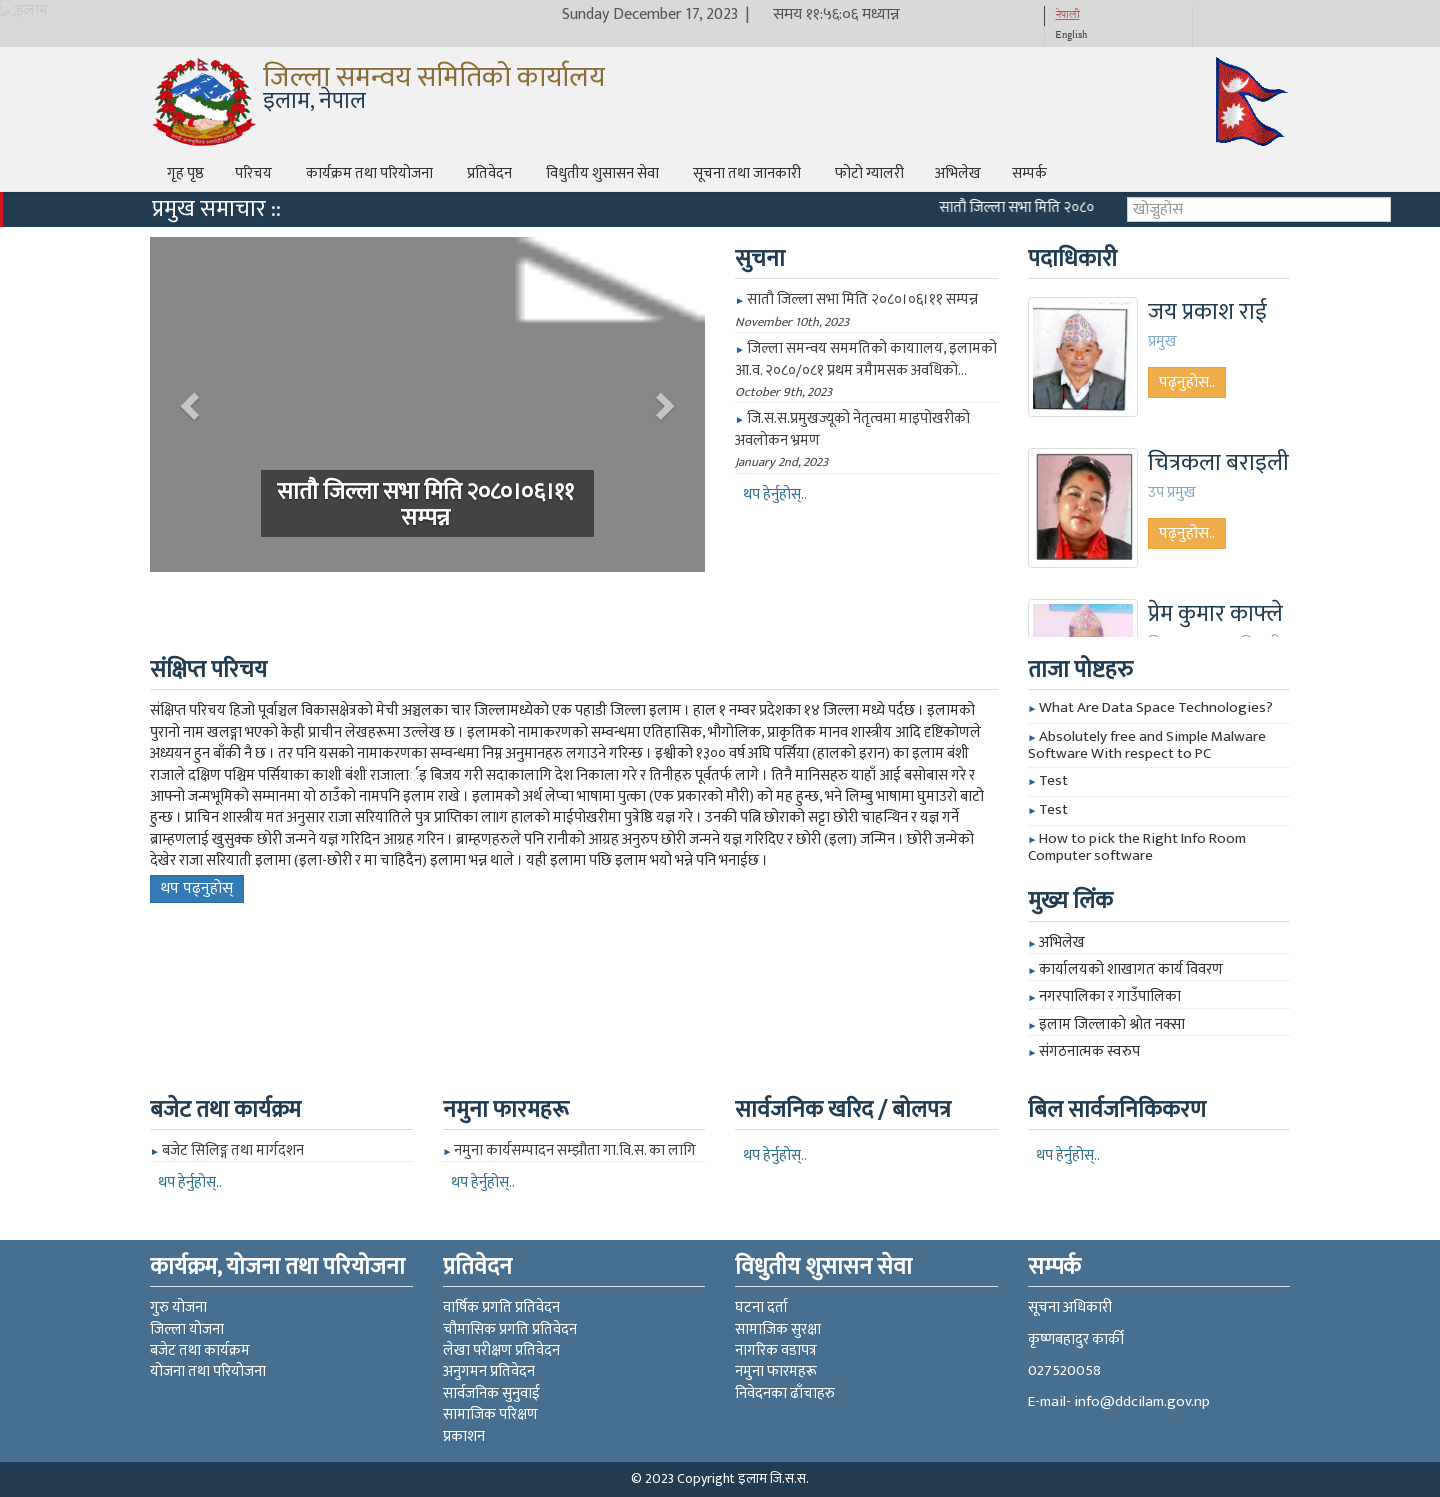 इलाम
Sunday December 17, 2023 | समय ११:५६:०६ मध्यान्न
नेपाली
English
जिल्ला समन्वय समितिको कार्यालय
इलाम, नेपाल
गृह पृष्ठ परिचय कार्यक्रम तथा परियोजना प्रतिवेदन विधुतीय शुसासन सेवा सूचना तथा जानकारी फोटो ग्यालरी अभिलेख सम्पर्क
प्रमुख समाचार ::
सातौ जिल्ला सभा मिति २०८०
खोज्नुहोस
सातौ जिल्ला सभा मिति २०८०।०६।११
सम्पन्न
सुचना
► सातौ जिल्ला सभा मिति २०८०।०६।११ सम्पन्न
November 10th, 2023
► जिल्ला समन्वय सममतिको कायाालय, इलामको
आ.व. २०८०/०८१ प्रथम त्रमैामसक अवधिको...
October 9th, 2023
► जि.स.स.प्रमुखज्यूको नेतृत्वमा माइपोखरीको
अवलोकन भ्रमण
January 2nd, 2023
थप हेर्नुहोस्..
पदाधिकारी
जय प्रकाश राई
प्रमुख
पढ्नुहोस..
चित्रकला बराइली
उप प्रमुख
पढ्नुहोस..
प्रेम कुमार काफ्ले
संक्षिप्त परिचय
संक्षिप्त परिचय हिजो पूर्वाञ्चल विकासक्षेत्रको मेची अञ्चलका चार जिल्लामध्येको एक पहाडी जिल्ला इलाम । हाल १ नम्वर प्रदेशका १४ जिल्ला मध्ये पर्दछ । इलामको
पुरानो नाम खलङ्गा भएको केही प्राचीन लेखहरूमा उल्लेख छ । इलामको नामाकरणको सम्वन्धमा एतिहासिक, भौगोलिक, प्राकृतिक मानव शास्त्रीय आदि दृष्टिकोणले
अध्ययन हुन बाँकी नै छ । तर पनि यसको नामाकरणका सम्वन्धमा निम्न अनुमानहरु लगाउने गरिन्छ । इश्वीको १३०० वर्ष अघि पर्सिया (हालको इरान) का इलाम बंशी
राजाले दक्षिण पश्चिम पर्सियाका काशी बंशी राजालार्इ बिजय गरी सदाकालागि देश निकाला गरे र तिनीहरु पूर्वतर्फ लागे । तिनै मानिसहरु याहाँ आई बसोबास गरे र
आफ्नो जन्मभूमिको सम्मानमा यो ठाउँको नामपनि इलाम राखे । इलामको अर्थ लेप्चा भाषामा पुत्का (एक प्रकारको मौरी) को मह हुन्छ, भने लिम्बु भाषामा घुमाउरो बाटो
हुन्छ । प्राचिन शास्त्रीय मत अनुसार राजा सरियातिले पुत्र प्राप्तिका लााग हालको माईपोखरीमा पुत्रेष्ठि यज्ञ गरे । उनकी पत्नि छोराको सट्टा छोरी चाहन्थिन र यज्ञ गर्ने
ब्राम्हणलाई खुसुक्क छोरी जन्मने यज्ञ गरिदिन आग्रह गरिन । ब्राम्हणहरुले पनि रानीको आग्रह अनुरुप छोरी जन्मने यज्ञ गरिदिए र छोरी (इला) जन्मिन । छोरी जन्मेको
देखेर राजा सरियाती इलामा (इला-छोरी र मा चाहिदैन) इलामा भन्न थाले । यही इलामा पछि इलाम भयो भन्ने पनि भनाईछ ।
थप पढ्नुहोस्
ताजा पोष्टहरु
► What Are Data Space Technologies?
► Absolutely free and Simple Malware
Software With respect to PC
► Test
► Test
► How to pick the Right Info Room
Computer software
मुख्य लिंक
► अभिलेख
► कार्यालयको शाखागत कार्य विवरण
► नगरपालिका र गाउँपालिका
► इलाम जिल्लाको श्रोत नक्सा
► संगठनात्मक स्वरुप
बजेट तथा कार्यक्रम
► बजेट सिलिङ्ग तथा मार्गदशन
थप हेर्नुहोस्..
नमुना फारमहरू
► नमुना कार्यसम्पादन सम्झौता गा.वि.स. का लागि
थप हेर्नुहोस्..
सार्वजनिक खरिद / बोलपत्र
थप हेर्नुहोस्..
बिल सार्वजनिकिकरण
थप हेर्नुहोस्..
कार्यक्रम, योजना तथा परियोजना
गुरु योजना
जिल्ला योजना
बजेट तथा कार्यक्रम
योजना तथा परियोजना
प्रतिवेदन
वार्षिक प्रगति प्रतिवेदन
चौमासिक प्रगति प्रतिवेदन
लेखा परीक्षण प्रतिवेदन
अनुगमन प्रतिवेदन
सार्वजनिक सुनुवाई
सामाजिक परिक्षण
प्रकाशन
विधुतीय शुसासन सेवा
घटना दर्ता
सामाजिक सुरक्षा
नागरिक वडापत्र
नमुना फारमहरू
निवेदनका ढाँचाहरु
सम्पर्क
सूचना अधिकारी
कृष्णबहादुर कार्की
027520058
E-mail- info@ddcilam.gov.np
© 2023 Copyright इलाम जि.स.स.